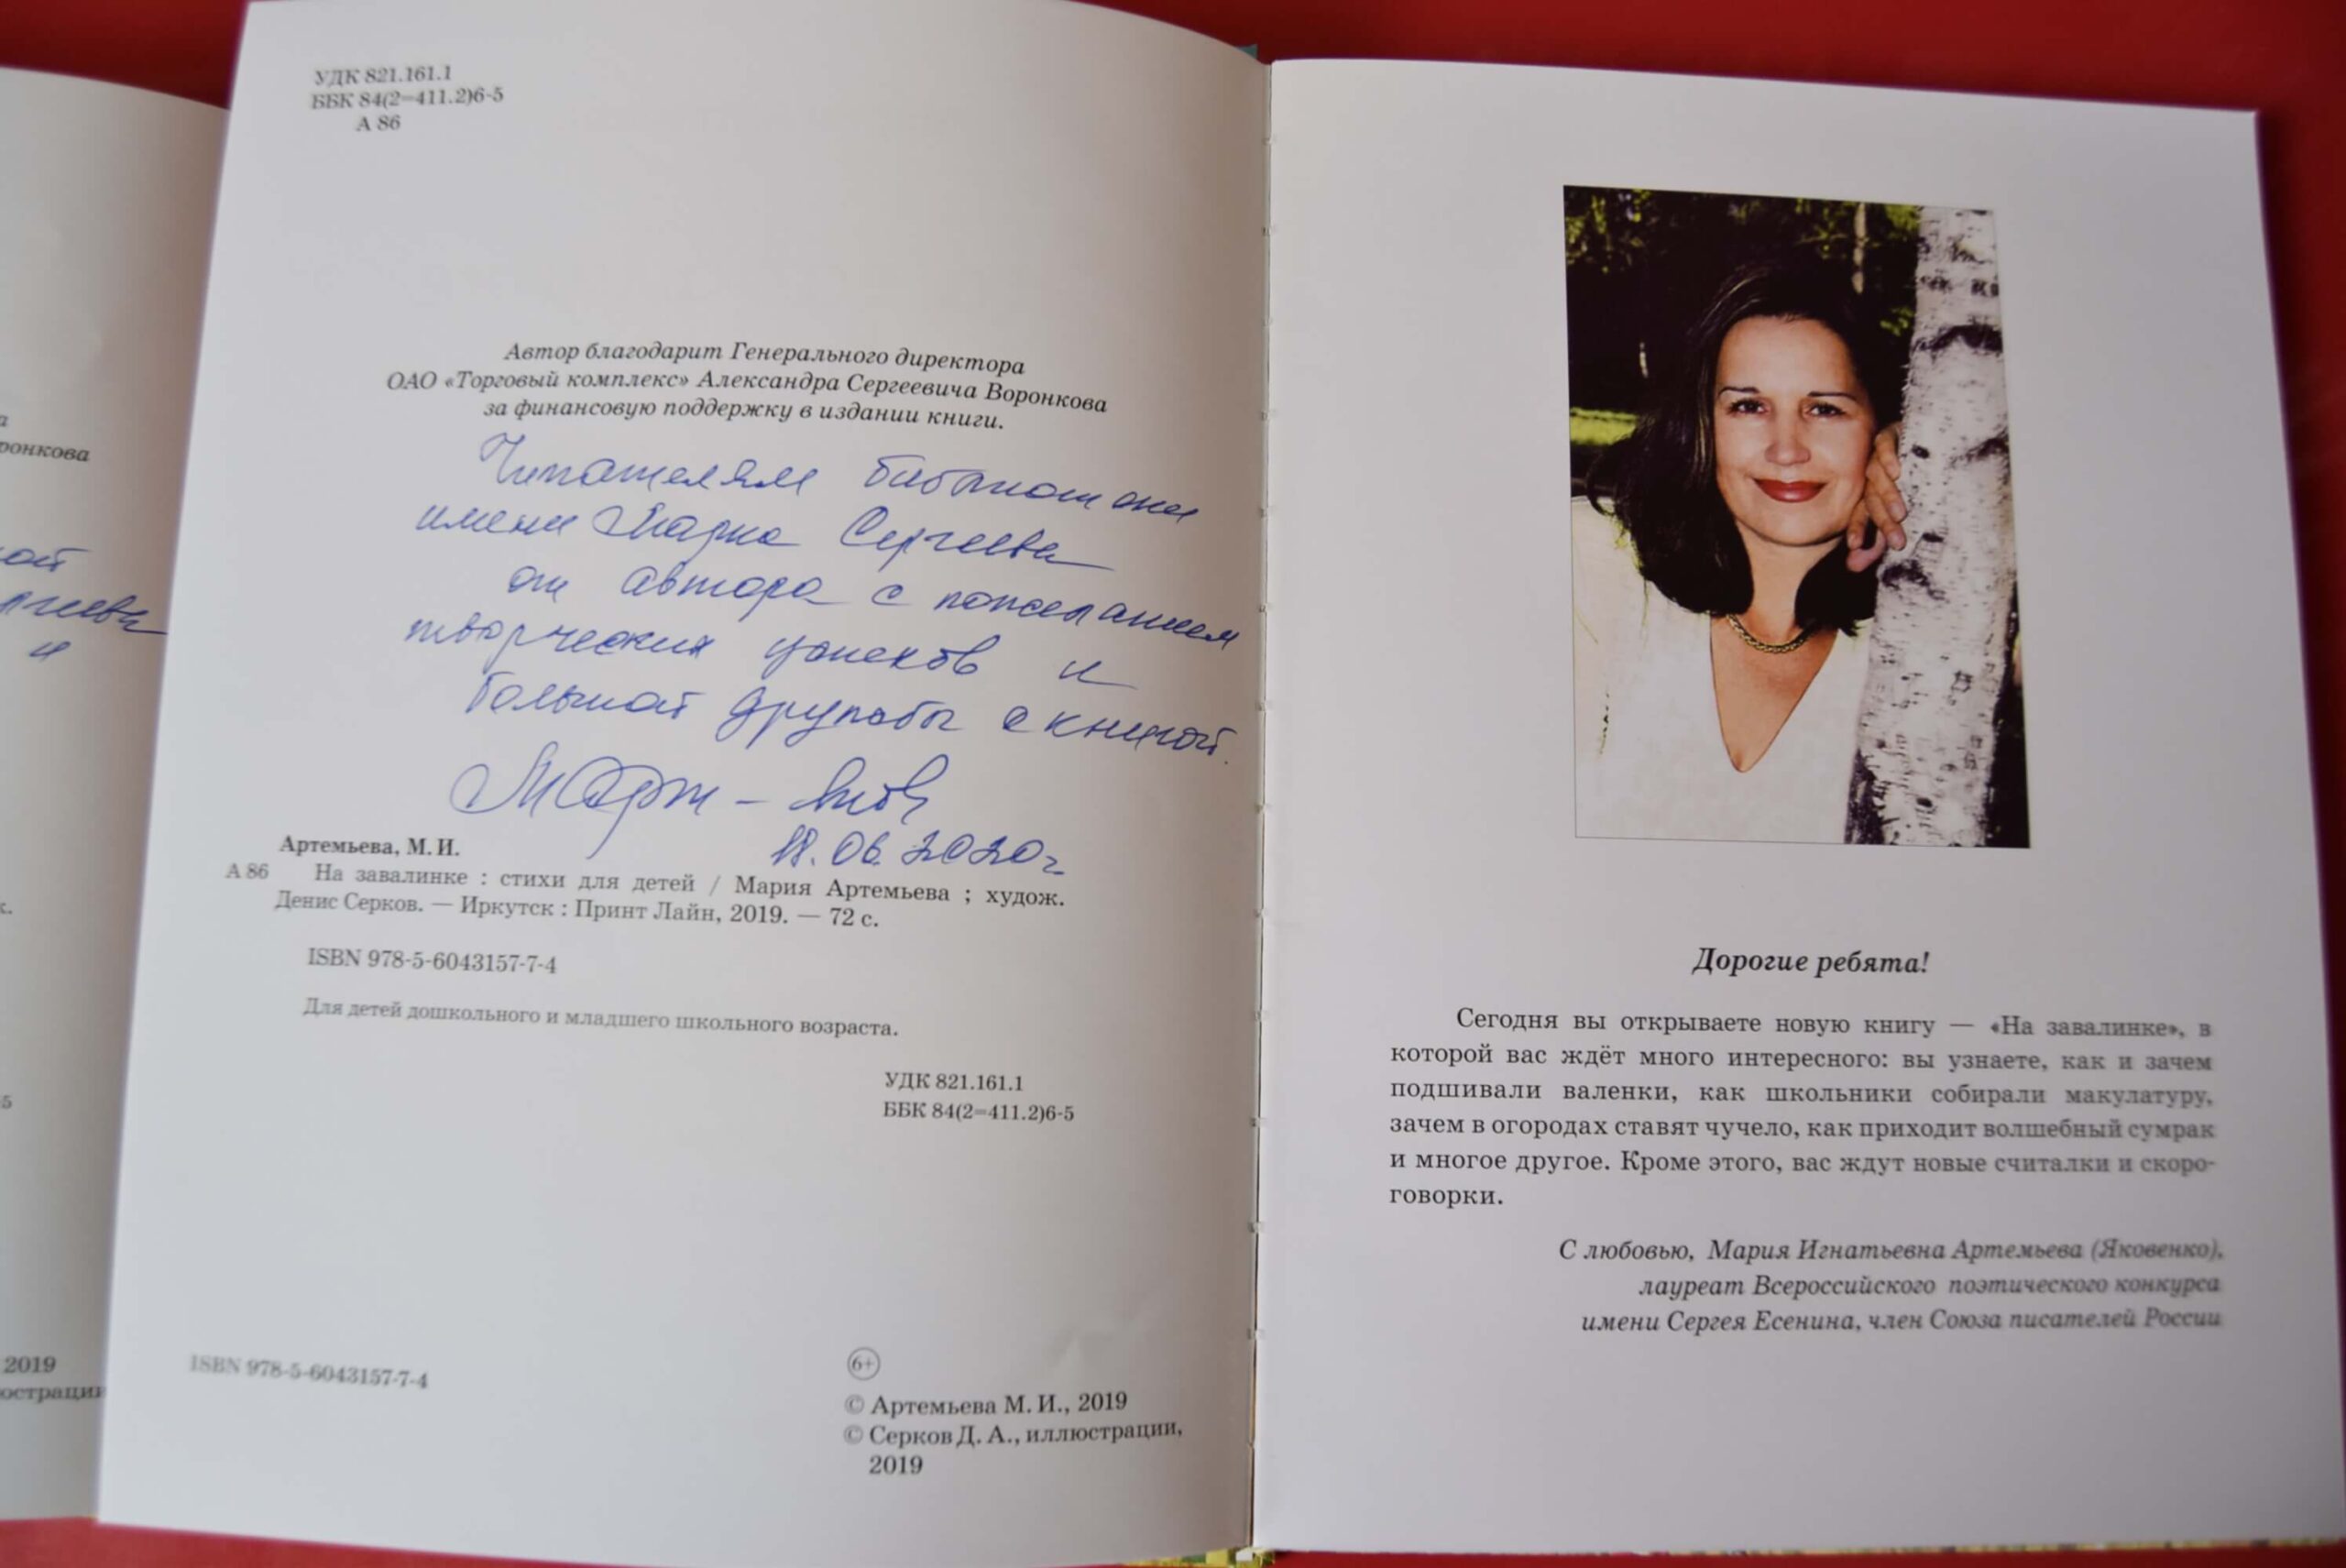 УДК 821.161.1
ББК 84(2=411.2)6-5
А 86
Автор благодарит Генерального директора
ОАО «Торговый комплекс» Александра Сергеевича Воронкова
за финансовую поддержку в издании книги.
Читателям библиотеки
имени Марка Сергеева
от автора с пожеланием
творческих успехов и
большой дружбы с книгой.
18.06.2020г
Артемьева, М. И.
А 86 На завалинке : стихи для детей / Мария Артемьева ; худож.
Денис Серков. — Иркутск : Принт Лайн, 2019. — 72 с.
ISBN 978-5-6043157-7-4
Для детей дошкольного и младшего школьного возраста.
УДК 821.161.1
ББК 84(2=411.2)6-5
ISBN 978-5-6043157-7-4
6+
© Артемьева М. И., 2019
© Серков Д. А., иллюстрации,
2019
Дорогие ребята!
Сегодня вы открываете новую книгу — «На завалинке», в
которой вас ждёт много интересного: вы узнаете, как и зачем
подшивали валенки, как школьники собирали макулатуру,
зачем в огородах ставят чучело, как приходит волшебный сумрак
и многое другое. Кроме этого, вас ждут новые считалки и скоро-
говорки.
С любовью, Мария Игнатьевна Артемьева (Яковенко),
лауреат Всероссийского поэтического конкурса
имени Сергея Есенина, член Союза писателей России
ронкова
и
2019